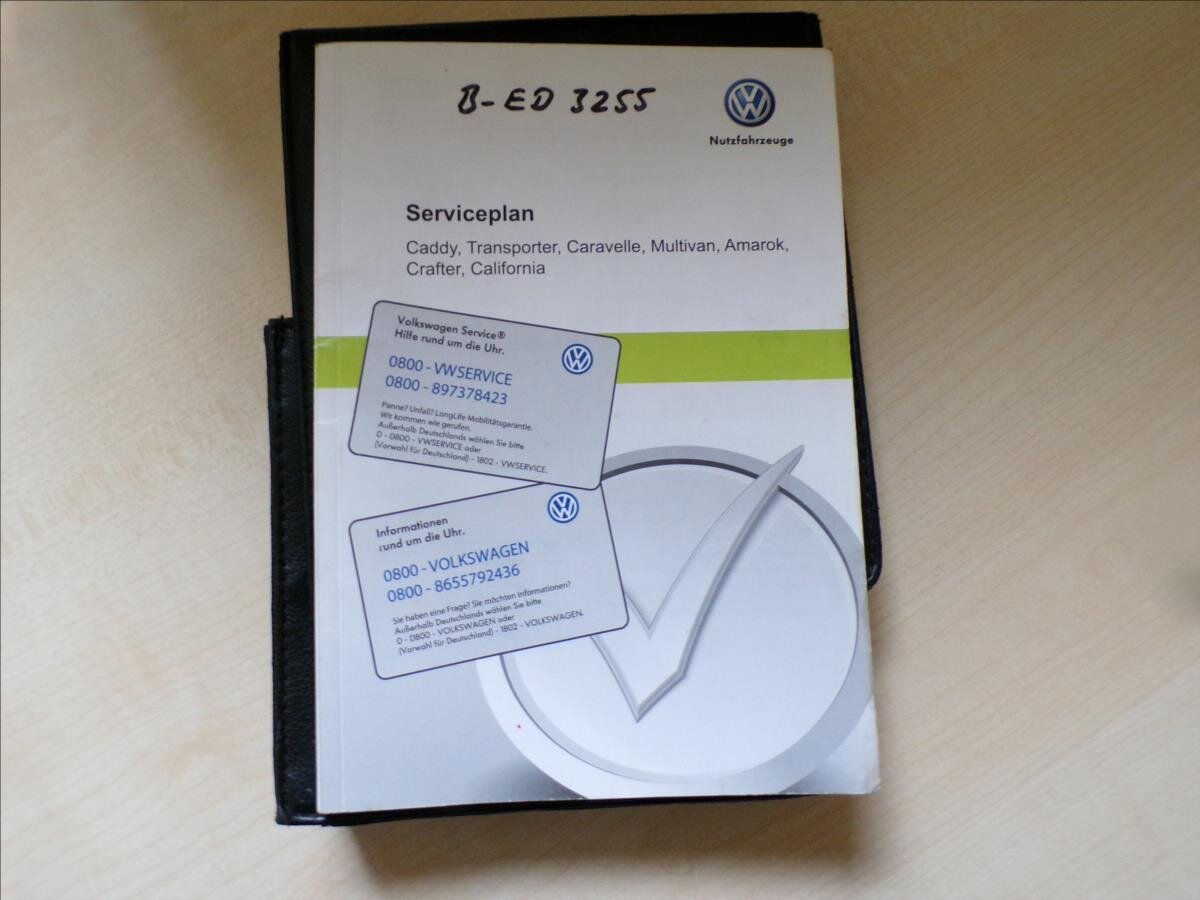 B-ED 3255
Nutzfahrzeuge
Serviceplan
Caddy, Transporter, Caravelle, Multivan, Amarok,
Crafter, California
Volkswagen Service®
Hilfe rund um die Uhr.
0800 - VWSERVICE
0800 - 897378423
Panne? Unfall? LongLife Mobilitätsgarantie.
Wir kommen wie gerufen.
Außerhalb Deutschlands wählen Sie bitte
0 - 0800 - VWSERVICE oder
(Vorwahl für Deutschland) - 1802 - VWSERVICE.
Informationen
rund um die Uhr.
0800 - VOLKSWAGEN
0800 - 8655792436
Sie haben eine Frage? Sie möchten Informationen?
Außerhalb Deutschlands wählen Sie bitte
0 - 0800 - VOLKSWAGEN oder
(Vorwahl für Deutschland) - 1802 - VOLKSWAGEN.